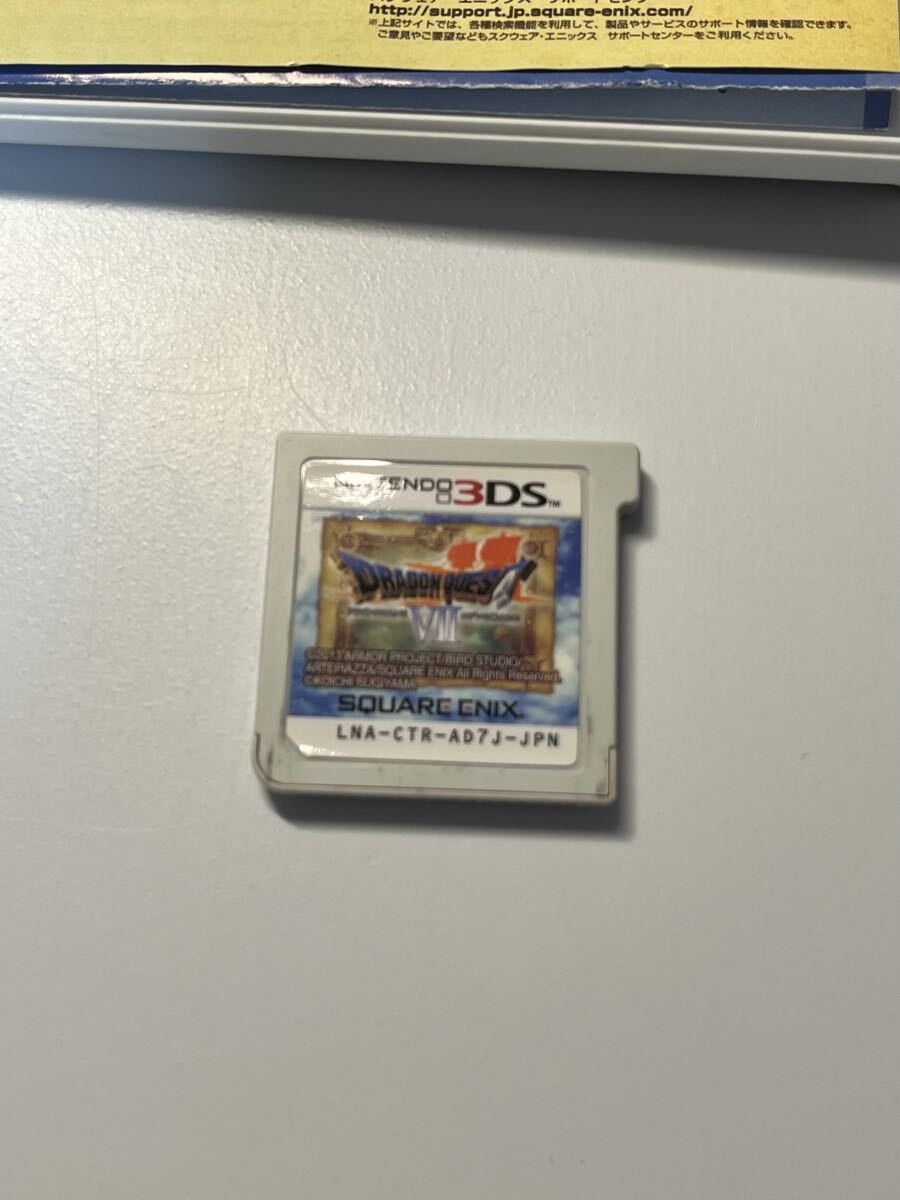 http://support.jp.square-enix.com/
※上記サイトでは、各種検索機能を利用して、製品やサービスのサポート情報を確認できます。
ご意見やご要望などもスクウェア・エニックス サポートセンターをご利用ください。
NINTENDO 3DS™
DRAGON QUEST
VII
©2013 ARMOR PROJECT/BIRD STUDIO/
ARTEPIAZZA/SQUARE ENIX All Rights Reserved.
©KOICHI SUGIYAMA
SQUARE ENIX.
LNA-CTR-AD7J-JPN